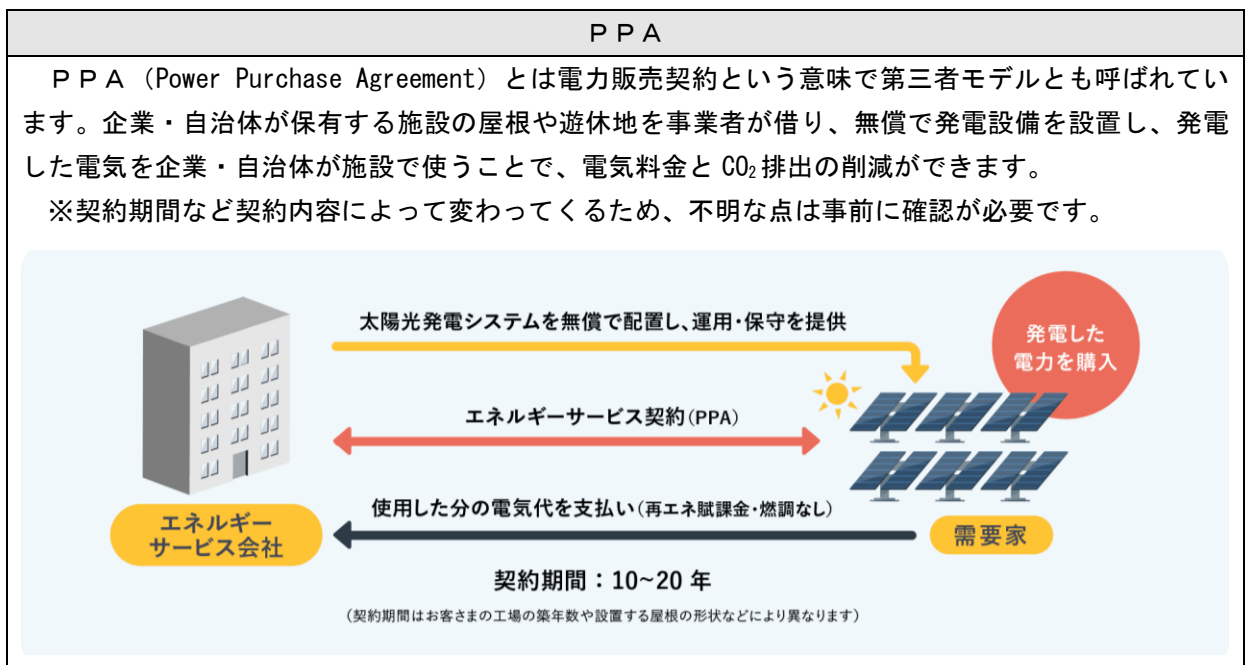 ＰＰＡ
ＰＰＡ（Power Purchase Agreement）とは電力販売契約という意味で第三者モデルとも呼ばれてい
ます。企業・自治体が保有する施設の屋根や遊休地を事業者が借り、無償で発電設備を設置し、発電
した電気を企業・自治体が施設で使うことで、電気料金と CO₂排出の削減ができます。
※契約期間など契約内容によって変わってくるため、不明な点は事前に確認が必要です。
太陽光発電システムを無償で配置し、運用・保守を提供
発電した
電力を購入
エネルギーサービス契約(PPA)
使用した分の電気代を支払い(再エネ賦課金・燃調なし)
エネルギー
サービス会社
需要家
契約期間：10~20 年
(契約期間はお客さまの工場の築年数や設置する屋根の形状などにより異なります)